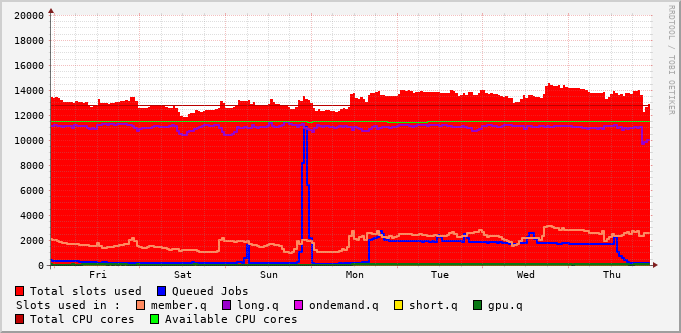 20000
18000
16000
14000
12000
10000
8000
6000
4000
2000
0
Fri Sat Sun Mon Tue Wed Thu
RRDTOOL / TOBI OETIKER
Total slots used Queued Jobs
Slots used in : member.q long.q ondemand.q short.q gpu.q
Total CPU cores Available CPU cores